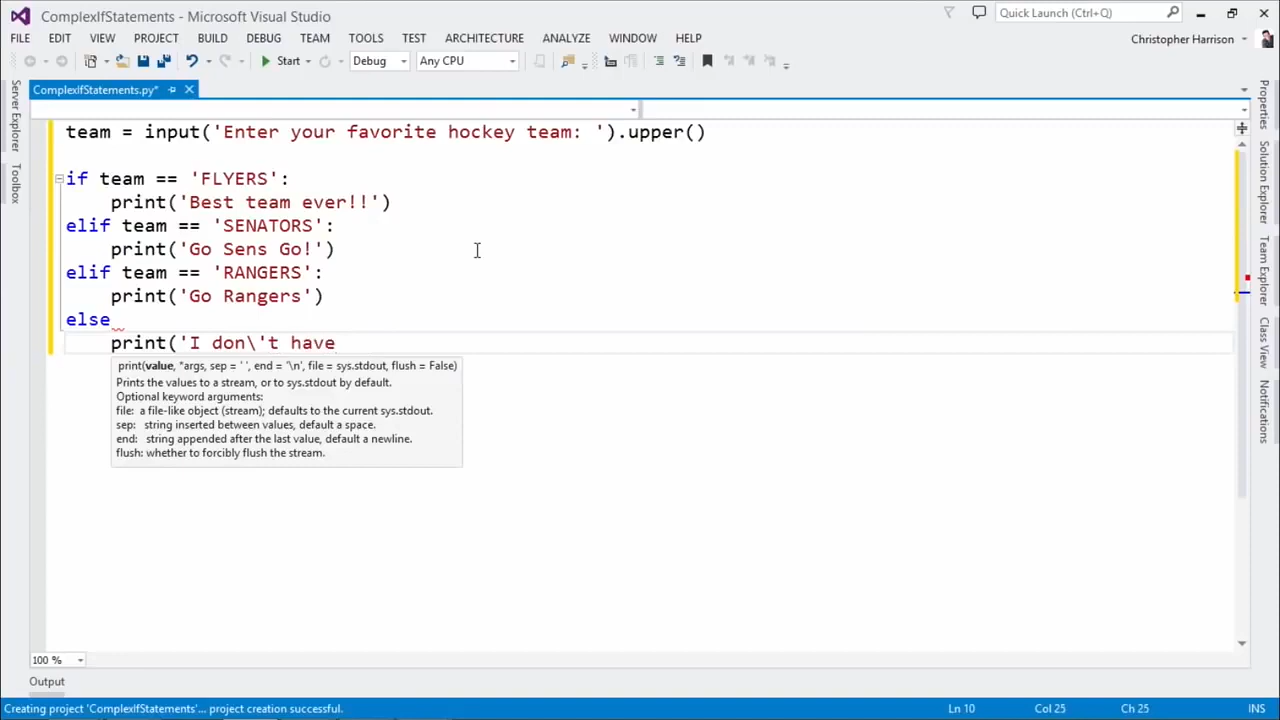 ComplexIfStatements - Microsoft Visual Studio
Quick Launch (Ctrl+Q)
FILE EDIT VIEW PROJECT BUILD DEBUG TEAM TOOLS TEST ARCHITECTURE ANALYZE WINDOW HELP
Christopher Harrison
Start Debug Any CPU
ComplexIfStatements.py*
Server Explorer
Toolbox
team = input('Enter your favorite hockey team: ').upper()
if team == 'FLYERS':
print('Best team ever!!')
elif team == 'SENATORS':
print('Go Sens Go!')
elif team == 'RANGERS':
print('Go Rangers')
else
print('I don\'t have
print(value, *args, sep = ' ', end = '\n', file = sys.stdout, flush = False)
Prints the values to a stream, or to sys.stdout by default.
Optional keyword arguments:
file: a file-like object (stream); defaults to the current sys.stdout.
sep: string inserted between values, default a space.
end: string appended after the last value, default a newline.
flush: whether to forcibly flush the stream.
Properties
Solution Explorer
Team Explorer
Class View
Notifications
100 %
Output
Creating project 'ComplexIfStatements'... project creation successful.
Ln 10 Col 25 Ch 25 INS